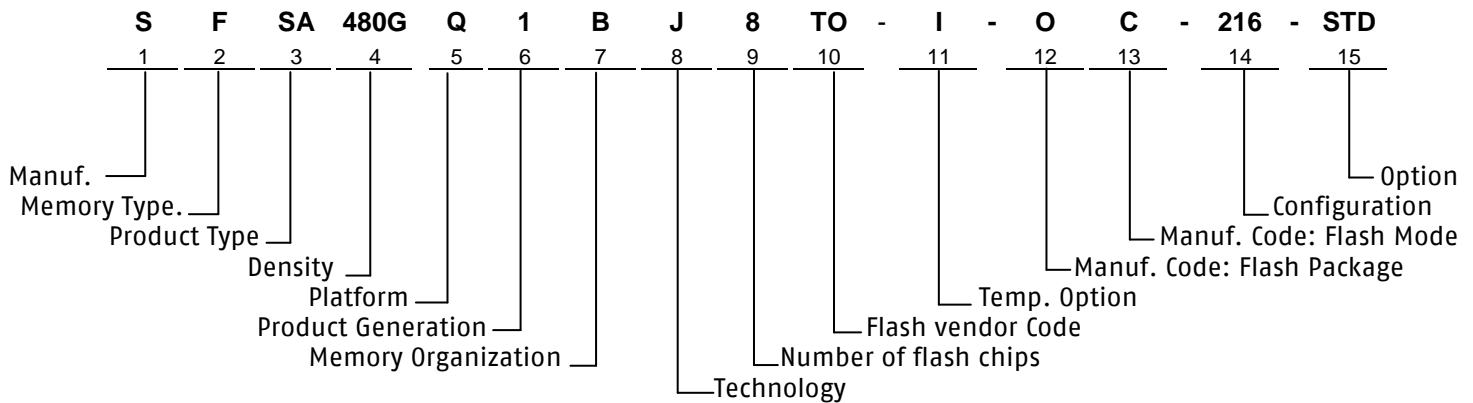 S F SA 480G Q 1 B J 8 TO - I - O C - 216 - STD
1 2 3 4 5 6 7 8 9 10 11 12 13 14 15
Manuf. Option
Memory Type. Configuration
Product Type Manuf. Code: Flash Mode
Density Manuf. Code: Flash Package
Platform Temp. Option
Product Generation Flash vendor Code
Memory Organization Number of flash chips
Technology